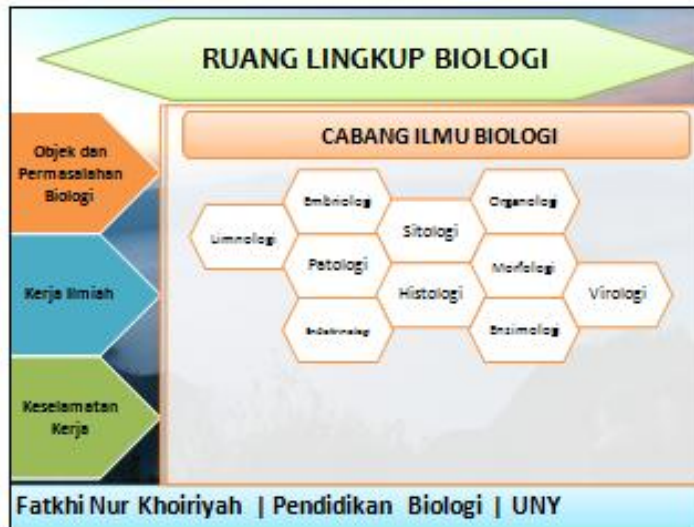 RUANG LINGKUP BIOLOGI
CABANG ILMU BIOLOGI
Objek dan
Permasalahan
Biologi
Kerja Ilmiah
Keselamatan
Kerja
Limnologi
Embriologi
Patologi
Sitologi
Histologi
Organologi
Morfologi
Ensimologi
Virologi
Fatkhi Nur Khoiriyah | Pendidikan Biologi | UNY